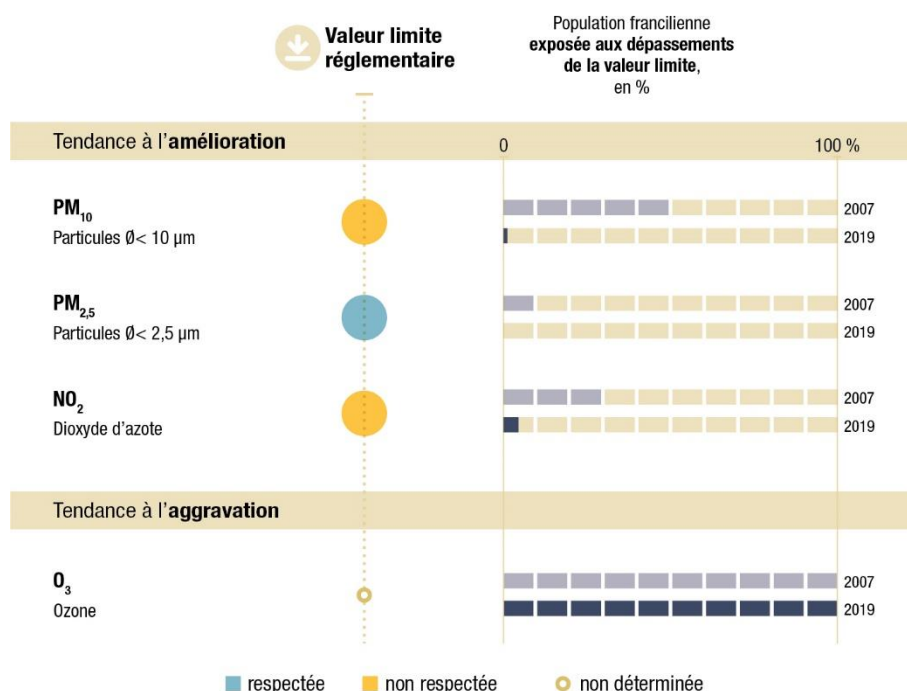 Valeur limite
réglementaire
Population francilienne
exposée aux dépassements
de la valeur limite,
en %
Tendance à l'amélioration
0
100 %
PM10
Particules Ø< 10 µm
2007
2019
PM2,5
Particules Ø< 2,5 µm
2007
2019
NO2
Dioxyde d'azote
2007
2019
Tendance à l'aggravation
O3
Ozone
2007
2019
respectée
non respectée
non déterminée